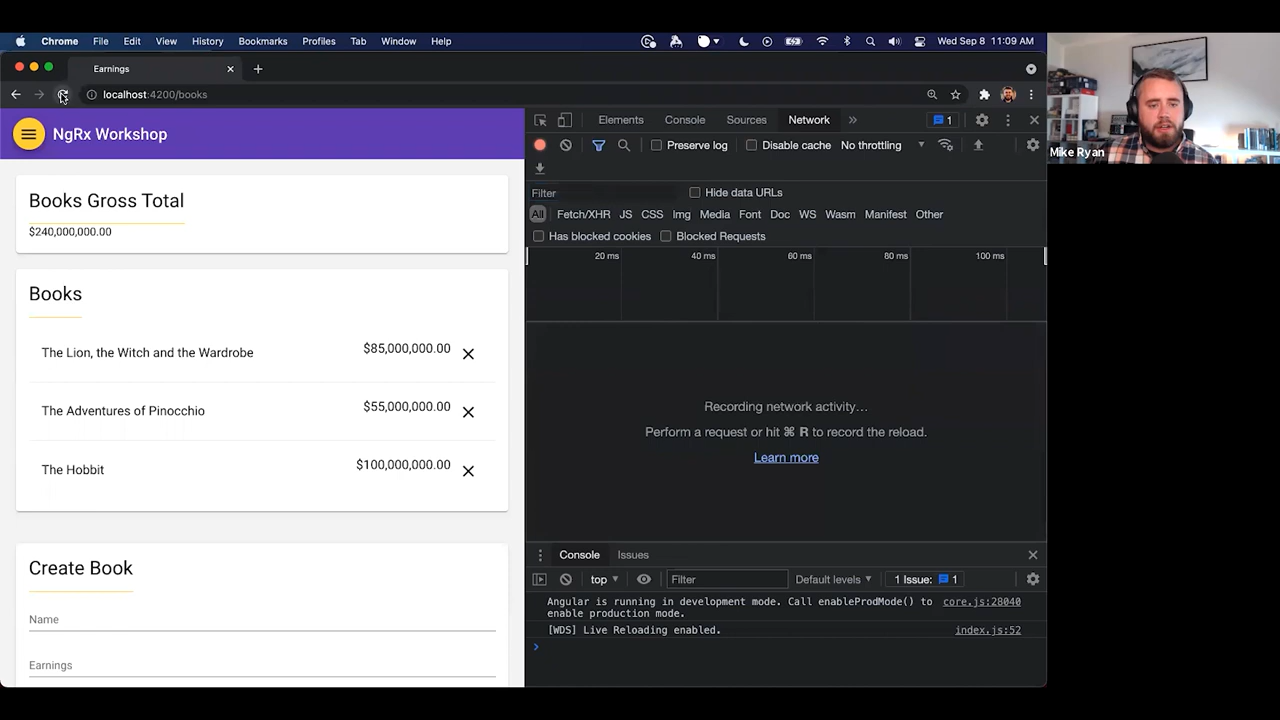 Chrome File Edit View History Bookmarks Profiles Tab Window Help Wed Sep 8 11:09 AM
Earnings
localhost:4200/books
NgRx Workshop
Books Gross Total
$240,000,000.00
Books
The Lion, the Witch and the Wardrobe $85,000,000.00
The Adventures of Pinocchio $55,000,000.00
The Hobbit $100,000,000.00
Create Book
Name
Earnings
Elements Console Sources Network 1
Preserve log Disable cache No throttling
Filter Hide data URLs
All Fetch/XHR JS CSS Img Media Font Doc WS Wasm Manifest Other
Has blocked cookies Blocked Requests
20 ms 40 ms 60 ms 80 ms 100 ms
Recording network activity…
Perform a request or hit ⌘ R to record the reload.
Learn more
Console Issues
top Filter Default levels 1 Issue: 1
Angular is running in development mode. Call enableProdMode() to core.js:28040
enable production mode.
[WDS] Live Reloading enabled. index.js:52
Mike Ryan